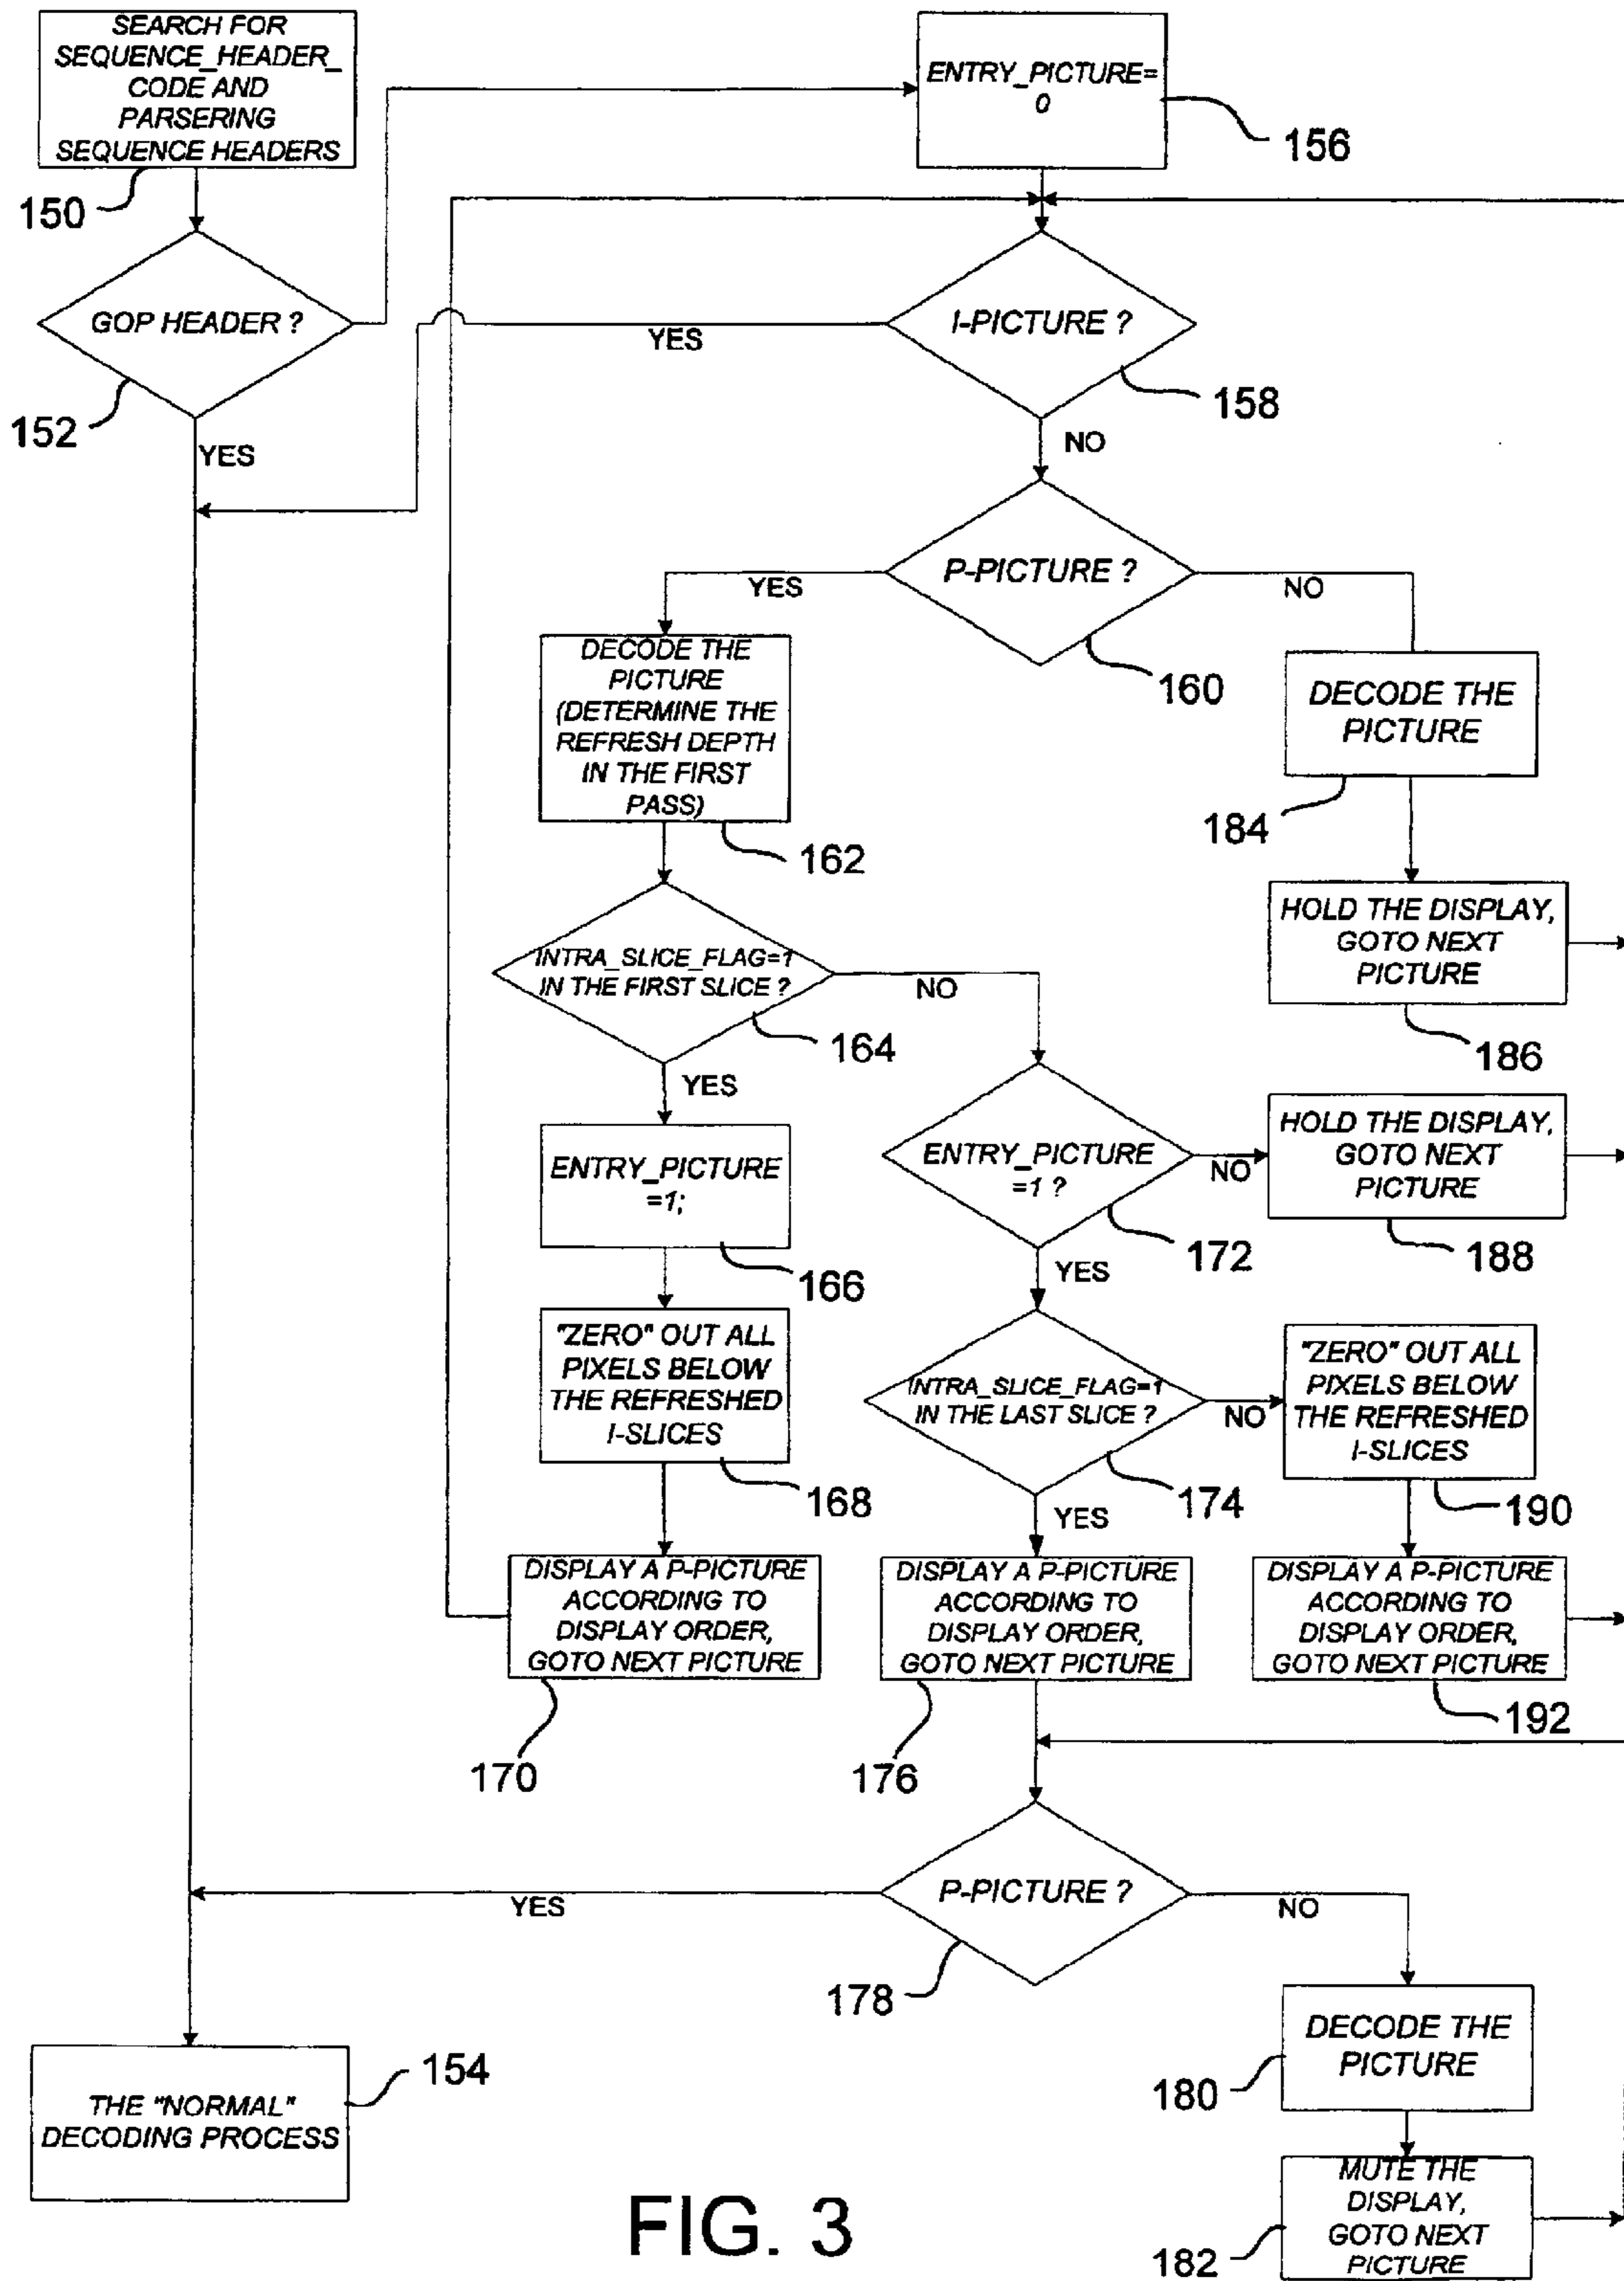 SEARCH FOR
SEQUENCE_HEADER_
CODE AND
PARSERING
SEQUENCE HEADERS
150
GOP HEADER ?
152
YES
ENTRY_PICTURE=
0
156
I-PICTURE ?
YES
158
NO
P-PICTURE ?
YES
NO
160
DECODE THE
PICTURE
(DETERMINE THE
REFRESH DEPTH
IN THE FIRST
PASS)
162
DECODE THE
PICTURE
184
HOLD THE DISPLAY,
GOTO NEXT
PICTURE
186
INTRA_SLICE_FLAG=1
IN THE FIRST SLICE ?
NO
164
YES
ENTRY_PICTURE
=1;
166
ENTRY_PICTURE
=1 ?
NO
172
YES
HOLD THE DISPLAY,
GOTO NEXT
PICTURE
188
"ZERO" OUT ALL
PIXELS BELOW
THE REFRESHED
I-SLICES
168
INTRA_SLICE_FLAG=1
IN THE LAST SLICE ?
NO
174
YES
"ZERO" OUT ALL
PIXELS BELOW
THE REFRESHED
I-SLICES
190
DISPLAY A P-PICTURE
ACCORDING TO
DISPLAY ORDER,
GOTO NEXT PICTURE
170
DISPLAY A P-PICTURE
ACCORDING TO
DISPLAY ORDER,
GOTO NEXT PICTURE
176
DISPLAY A P-PICTURE
ACCORDING TO
DISPLAY ORDER,
GOTO NEXT PICTURE
192
P-PICTURE ?
YES
NO
178
THE "NORMAL"
DECODING PROCESS
154
DECODE THE
PICTURE
180
MUTE THE
DISPLAY,
GOTO NEXT
PICTURE
182
FIG. 3